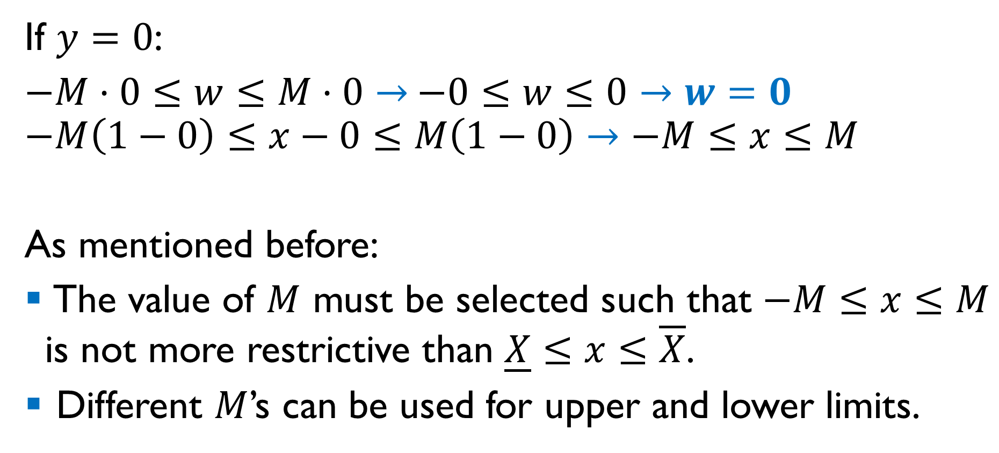 If y = 0:
−M · 0 ≤ w ≤ M · 0 → −0 ≤ w ≤ 0 → w = 0
−M(1 − 0) ≤ x − 0 ≤ M(1 − 0) → −M ≤ x ≤ M
As mentioned before:
▪ The value of M must be selected such that −M ≤ x ≤ M
is not more restrictive than X̲ ≤ x ≤ X̅.
▪ Different M’s can be used for upper and lower limits.